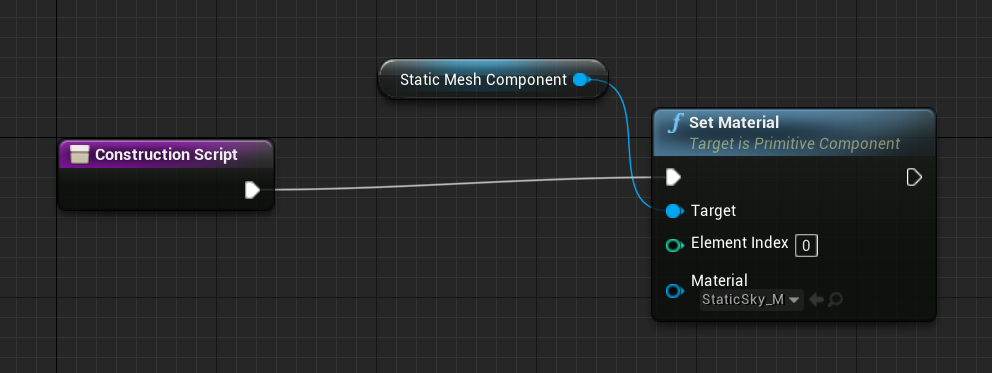 Static Mesh Component
Set Material
Target is Primitive Component
Construction Script
Target
Element Index 0
Material
StaticSky_M